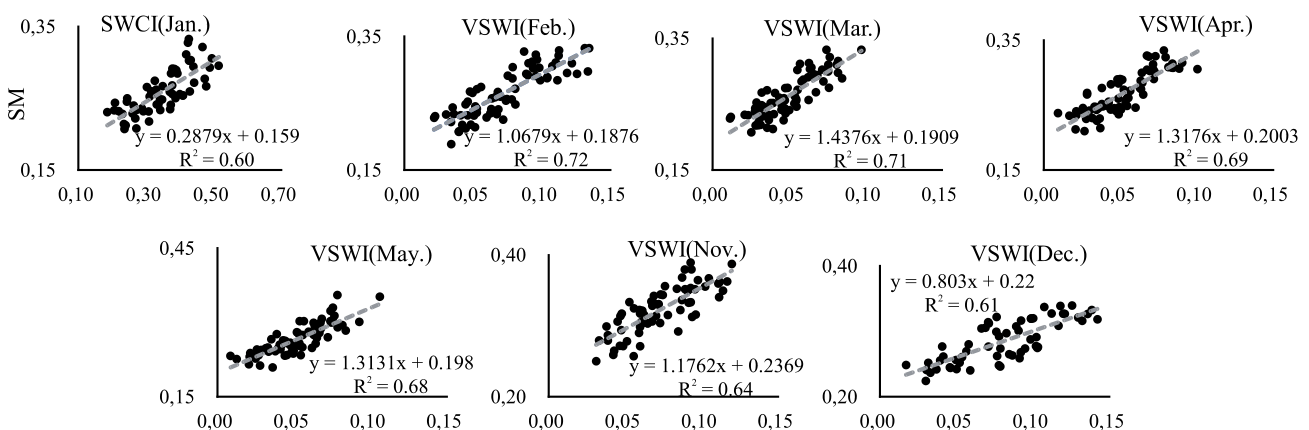 SWCI(Jan.)
0,35
SM
y = 0.2879x + 0.159
R² = 0.60
0,15
0,10 0,30 0,50 0,70
VSWI(Feb.)
0,35
y = 1.0679x + 0.1876
R² = 0.72
0,15
0,00 0,05 0,10 0,15
VSWI(Mar.)
0,35
y = 1.4376x + 0.1909
R² = 0.71
0,15
0,00 0,05 0,10 0,15
VSWI(Apr.)
0,35
y = 1.3176x + 0.2003
R² = 0.69
0,15
0,00 0,05 0,10 0,15
VSWI(May.)
0,45
y = 1.3131x + 0.198
R² = 0.68
0,15
0,00 0,05 0,10 0,15
VSWI(Nov.)
0,40
y = 1.1762x + 0.2369
R² = 0.64
0,20
0,00 0,05 0,10 0,15
VSWI(Dec.)
0,40
y = 0.803x + 0.22
R² = 0.61
0,20
0,00 0,05 0,10 0,15